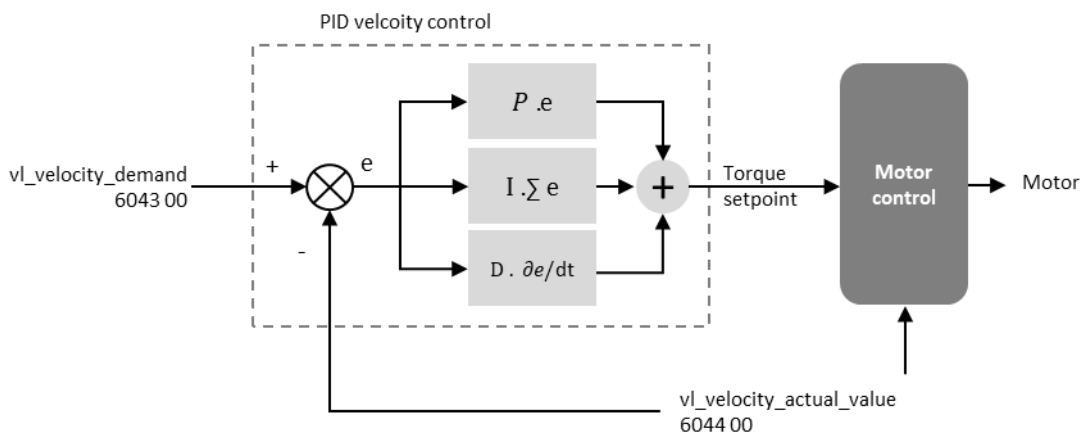 PID velcoity control
P .e
vl_velocity_demand
6043 00
+
e
I .∑ e
+
Torque
setpoint
Motor
control
Motor
-
D . ∂e/dt
vl_velocity_actual_value
6044 00